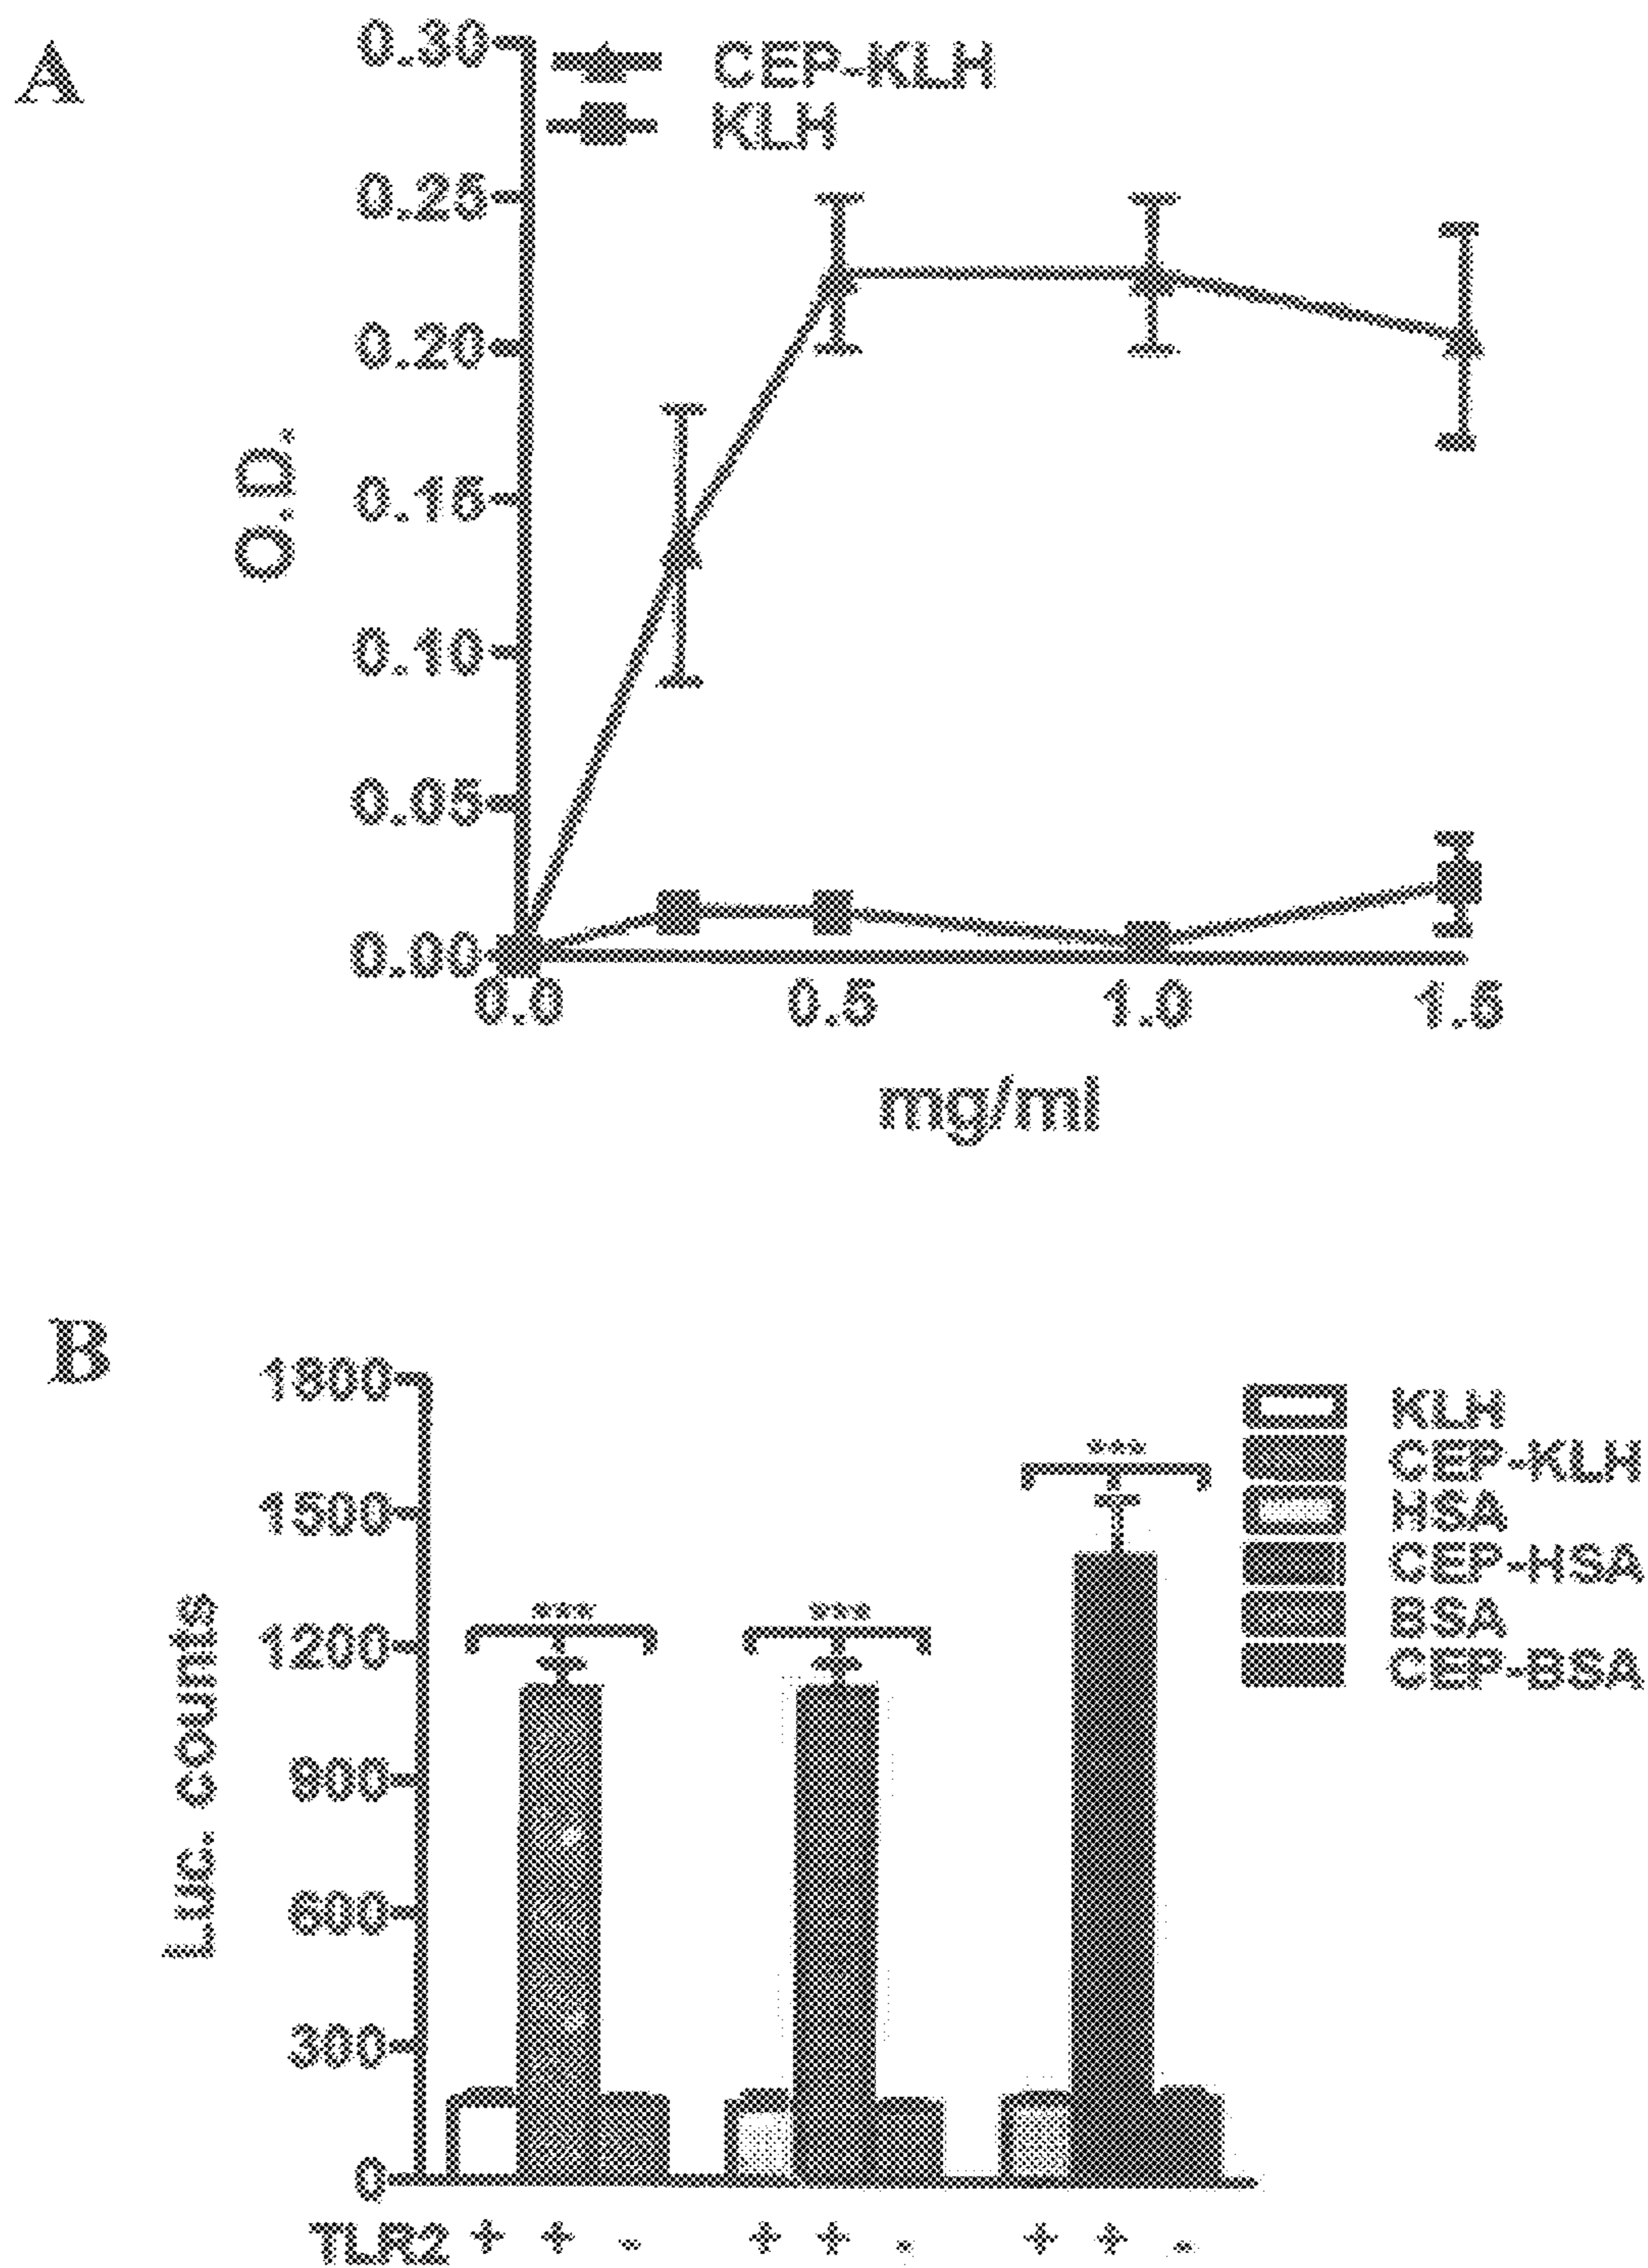 A
0.30
CEP-KLH
KLH
0.25
0.20
0.15
0.10
0.05
0.00
O.D.
0.0 0.5 1.0 1.5
mg/ml
B
1800
1500
1200
900
600
300
0
Luc. counts
*** *** ***
KLH
CEP-KLH
HSA
CEP-HSA
BSA
CEP-BSA
TLR2 + + - + + - + + -